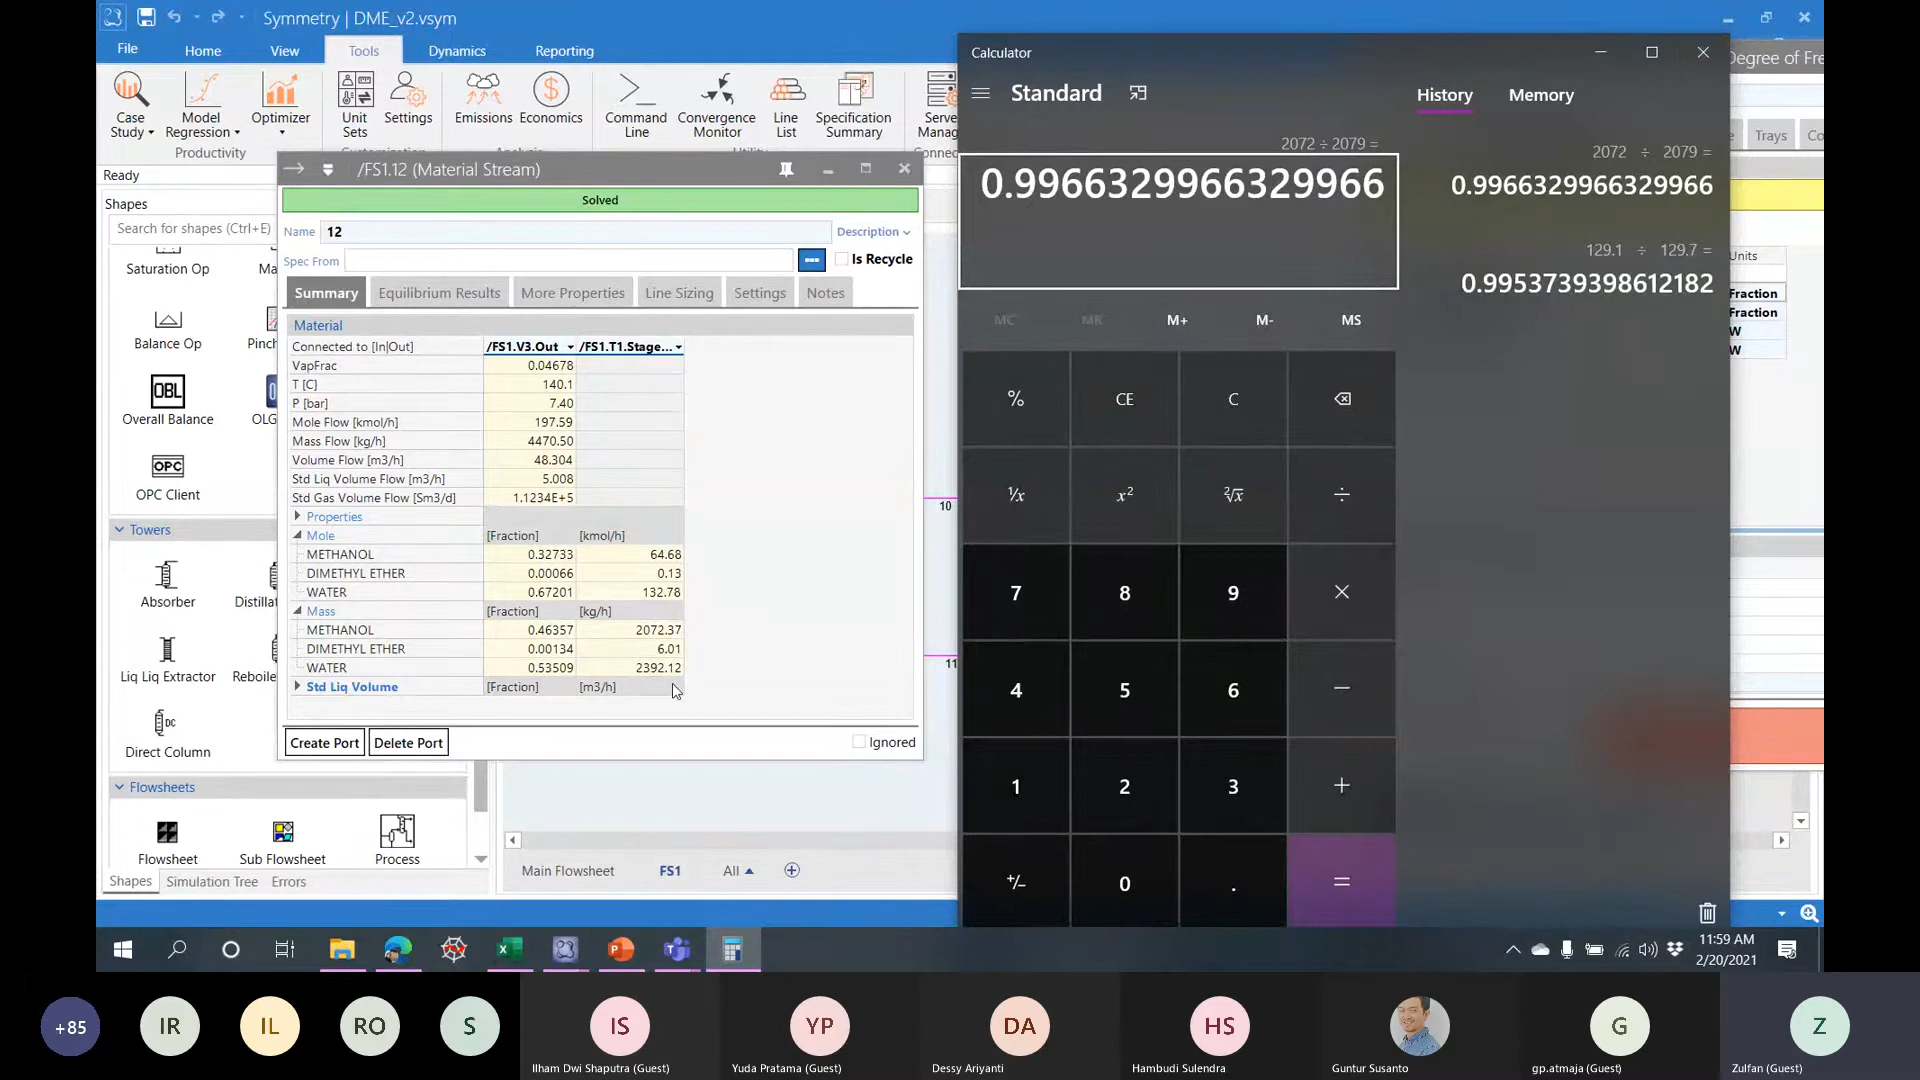 Symmetry | DME_v2.vsym
File
Home
View
Tools
Dynamics
Reporting
Case Study
Model Regression
Optimizer
Unit Sets
Settings
Emissions
Economics
Command Line
Convergence Monitor
Line List
Specification Summary
Productivity
Ready
Shapes
Search for shapes (Ctrl+E)
Saturation Op
Balance Op
Overall Balance
OBL
OPC
OPC Client
Towers
Absorber
Liq Liq Extractor
DC
Direct Column
Flowsheets
Flowsheet
Sub Flowsheet
Process
Shapes
Simulation Tree
Errors
/FS1.12 (Material Stream)
Solved
Name
12
Description
Spec From
Is Recycle
Summary
Equilibrium Results
More Properties
Line Sizing
Settings
Notes
Material
Connected to [In|Out] /FS1.V3.Out /FS1.T1.Stage...
VapFrac 0.04678
T [C] 140.1
P [bar] 7.40
Mole Flow [kmol/h] 197.59
Mass Flow [kg/h] 4470.50
Volume Flow [m3/h] 48.304
Std Liq Volume Flow [m3/h] 5.008
Std Gas Volume Flow [Sm3/d] 1.1234E+5
Properties
Mole [Fraction] [kmol/h]
METHANOL 0.32733 64.68
DIMETHYL ETHER 0.00066 0.13
WATER 0.67201 132.78
Mass [Fraction] [kg/h]
METHANOL 0.46357 2072.37
DIMETHYL ETHER 0.00134 6.01
WATER 0.53509 2392.12
Std Liq Volume [Fraction] [m3/h]
Create Port
Delete Port
Ignored
10
11
Main Flowsheet
FS1
All
Calculator
Standard
History
Memory
2072 ÷ 2079 =
0.9966329966329966
2072 ÷ 2079 =
0.9966329966329966
129.1 ÷ 129.7 =
0.9953739398612182
MC MR M+ M- MS
% CE C
¹/x x² ²√x ÷
7 8 9 ×
4 5 6 −
1 2 3 +
+/− 0 . =
Degree of Fre
Trays
Co
Units
Fraction
Fraction
W
W
11:59 AM
2/20/2021
+85
IR
IL
RO
S
IS
YP
DA
HS
G
Z
Ilham Dwi Shaputra (Guest)
Yuda Pratama (Guest)
Dessy Ariyanti
Hambudi Sulendra
Guntur Susanto
gp.atmaja (Guest)
Zulfan (Guest)